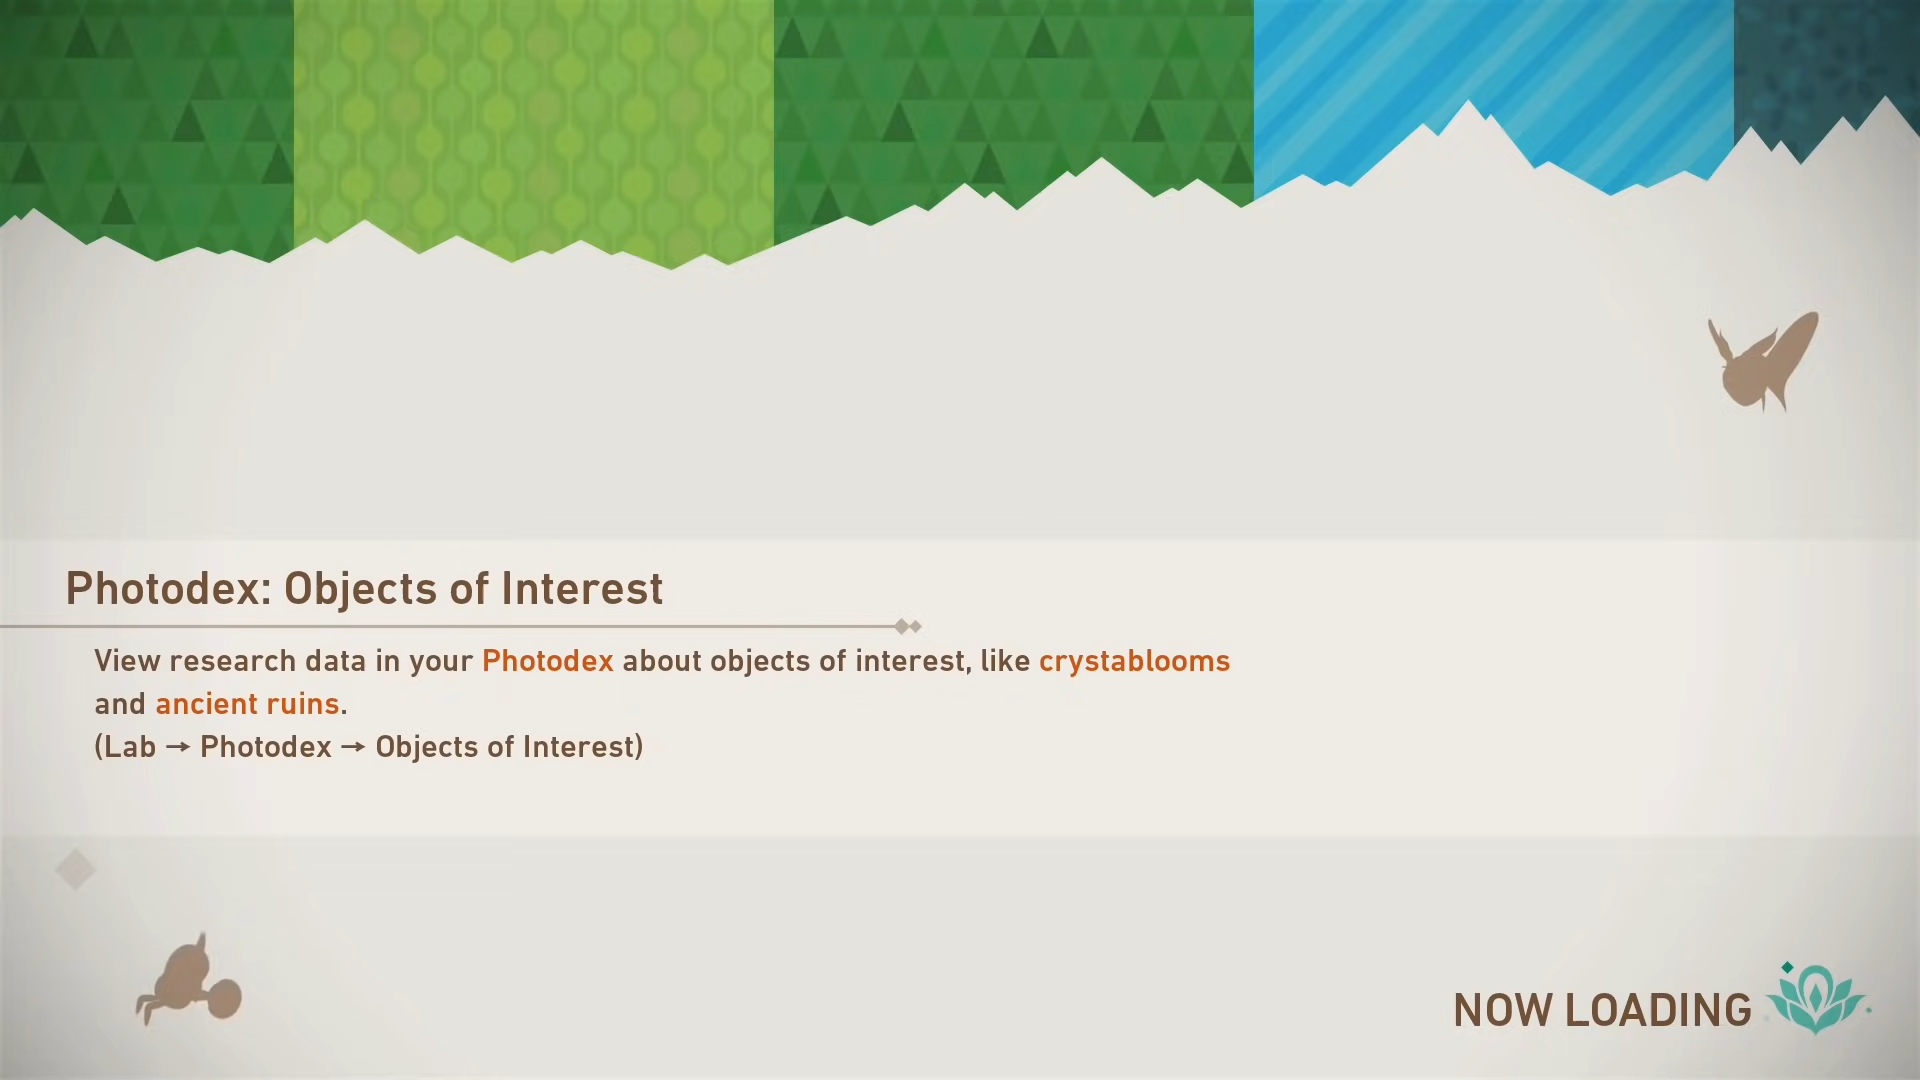 Photodex: Objects of Interest
View research data in your Photodex about objects of interest, like crystablooms
and ancient ruins.
(Lab → Photodex → Objects of Interest)
NOW LOADING